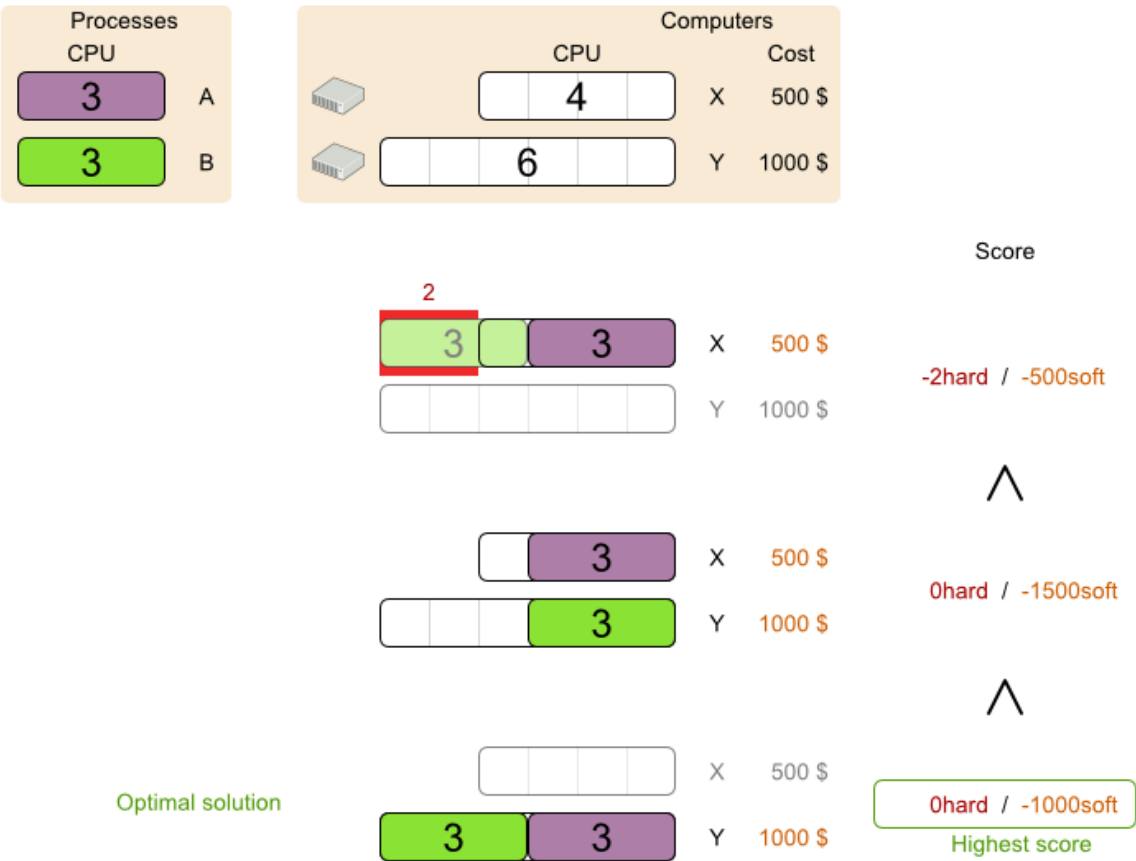 Processes
Computers
CPU
CPU Cost
3 A
4 X 500 $
3 B
6 Y 1000 $
Score
2
3 3 X 500 $
-2hard / -500soft
Y 1000 $
<
3 X 500 $
0hard / -1500soft
3 Y 1000 $
<
X 500 $
Optimal solution
0hard / -1000soft
3 3 Y 1000 $
Highest score